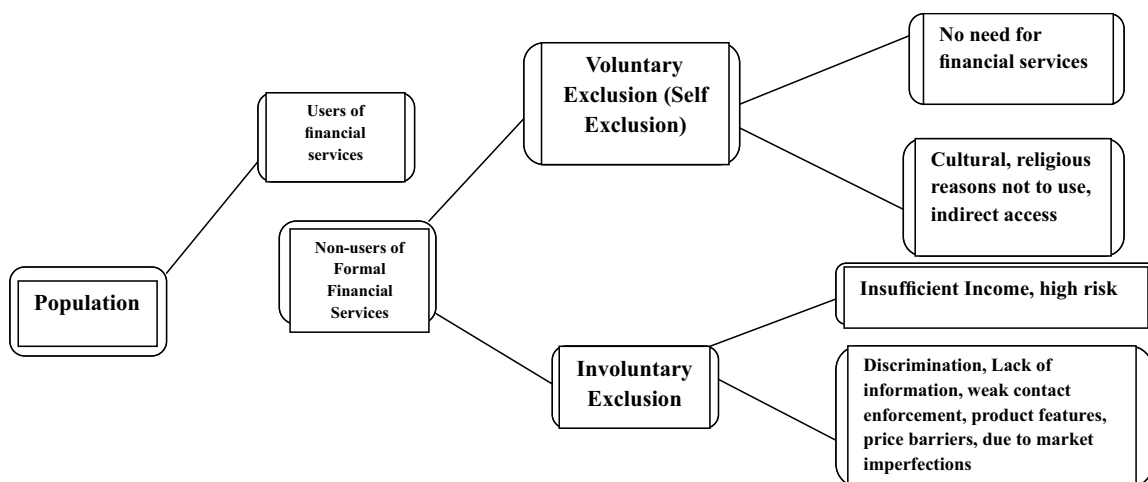 Population
Users of
financial
services
Non-users of
Formal
Financial
Services
Voluntary
Exclusion (Self
Exclusion)
Involuntary
Exclusion
No need for
financial services
Cultural, religious
reasons not to use,
indirect access
Insufficient Income, high risk
Discrimination, Lack of
information, weak contact
enforcement, product features,
price barriers, due to market
imperfections